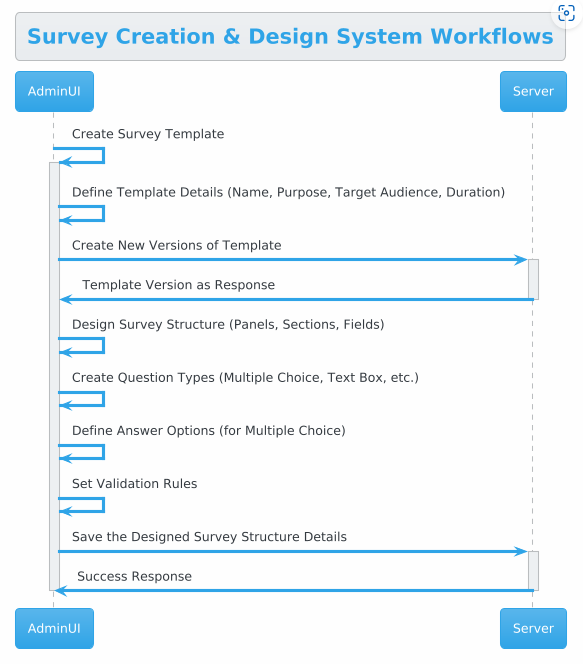 Survey Creation & Design System Workflows
AdminUI
Server
Create Survey Template
Define Template Details (Name, Purpose, Target Audience, Duration)
Create New Versions of Template
Template Version as Response
Design Survey Structure (Panels, Sections, Fields)
Create Question Types (Multiple Choice, Text Box, etc.)
Define Answer Options (for Multiple Choice)
Set Validation Rules
Save the Designed Survey Structure Details
Success Response
AdminUI
Server